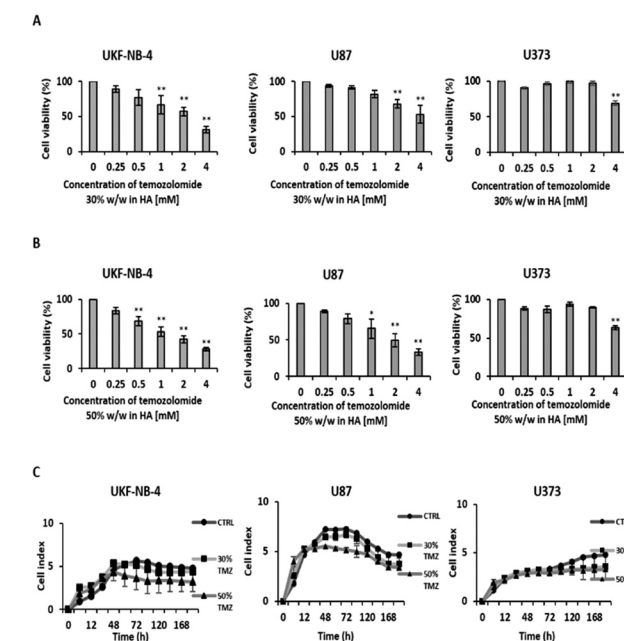 A
UKF-NB-4
U87
U373
Cell viability (%)
100
50
0
0 0.25 0.5 1 2 4
** ** **
Concentration of temozolomide
30% w/w in HA [mM]
Cell viability (%)
100
50
0
0 0.25 0.5 1 2 4
** **
Concentration of temozolomide
30% w/w in HA [mM]
Cell viability (%)
100
50
0
0 0.25 0.5 1 2 4
**
Concentration of temozolomide
30% w/w in HA [mM]
B
UKF-NB-4
U87
U373
Cell viability (%)
100
50
0
0 0.25 0.5 1 2 4
** ** ** **
Concentration of temozolomide
50% w/w in HA [mM]
Cell viability (%)
100
50
0
0 0.25 0.5 1 2 4
* ** **
Concentration of temozolomide
50% w/w in HA [mM]
Cell viability (%)
100
50
0
0 0.25 0.5 1 2 4
**
Concentration of temozolomide
50% w/w in HA [mM]
C
UKF-NB-4
U87
U373
Cell index
10
5
0
0 12 48 72 120 168
Time (h)
CTRL
30%
TMZ
50%
TMZ
Cell index
10
5
0
0 12 48 72 120 168
Time (h)
CTRL
30%
TMZ
50%
TMZ
Cell index
10
5
0
0 12 48 72 120 168
Time (h)